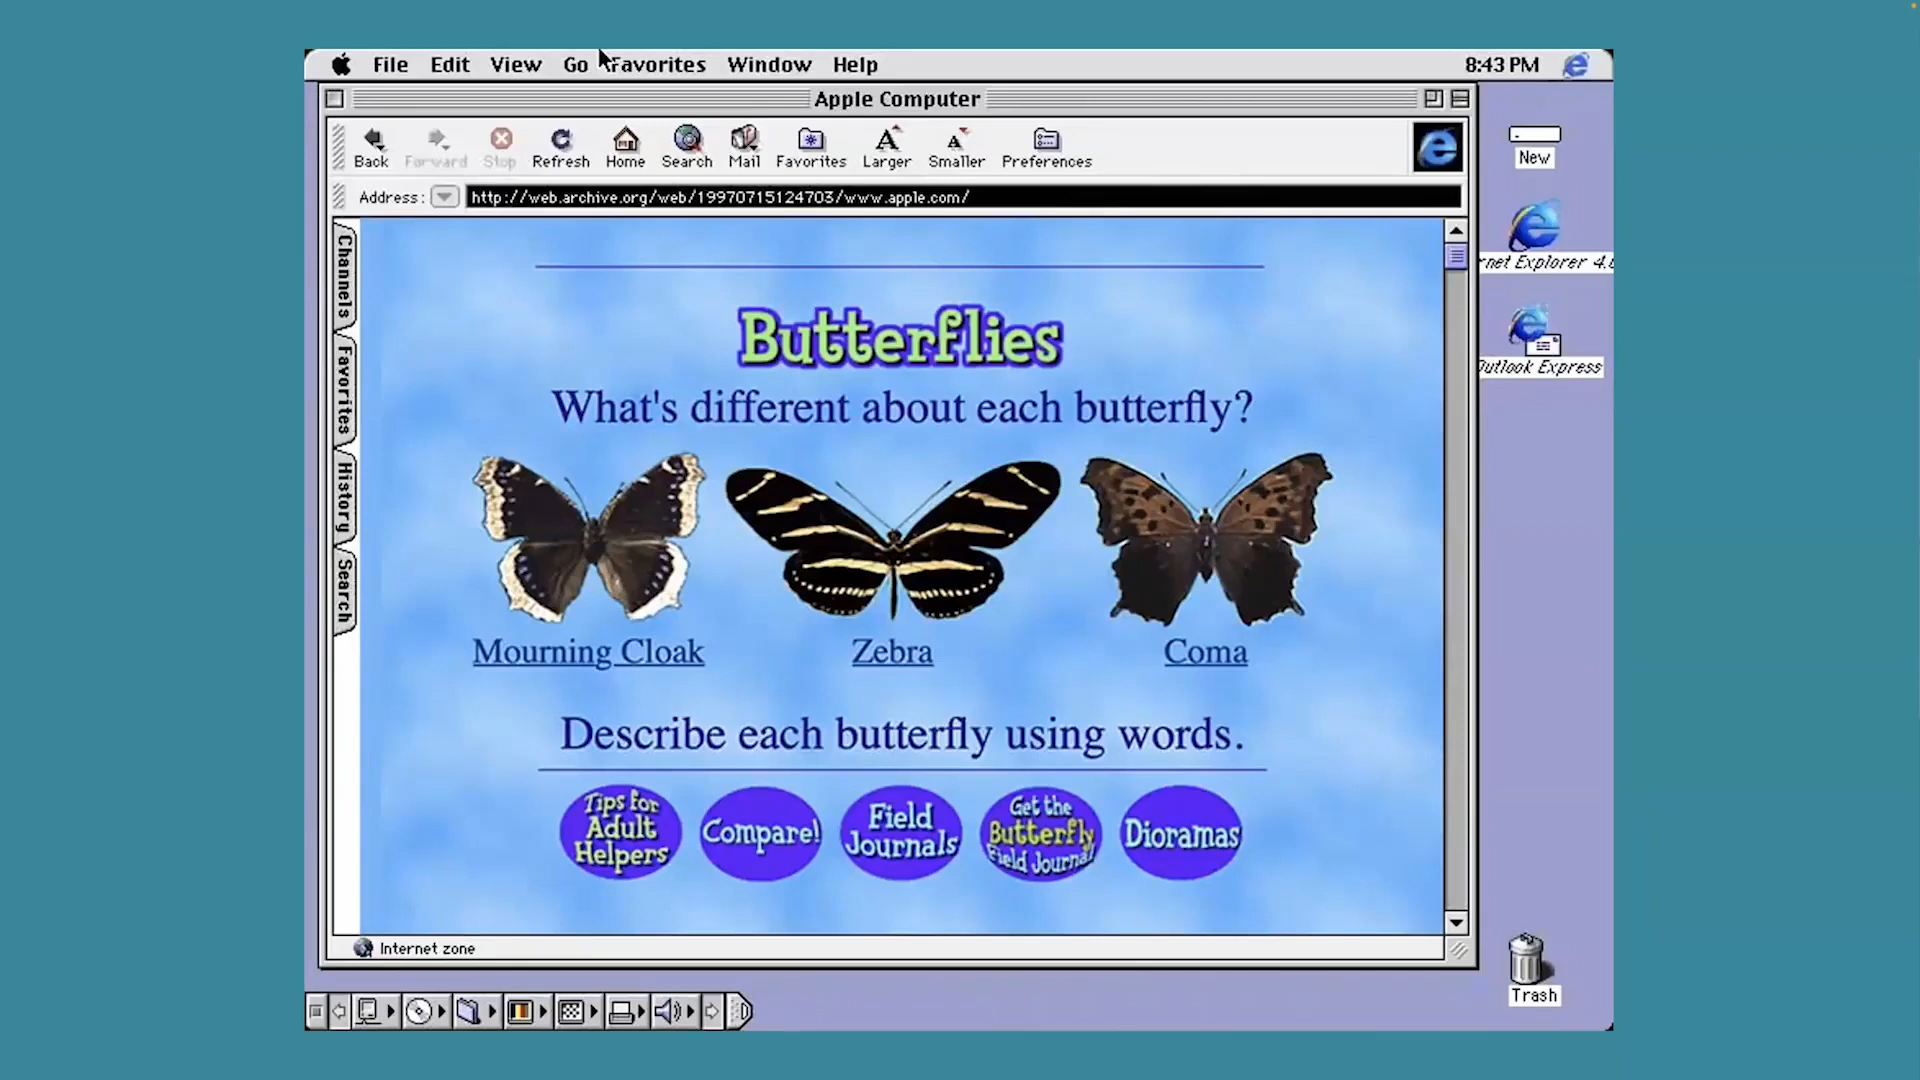 File Edit View Go Favorites Window Help 8:43 PM
Apple Computer
Back Forward Stop Refresh Home Search Mail Favorites Larger Smaller Preferences
Address: http://web.archive.org/web/19970715124703/www.apple.com/
New
rnet Explorer 4.
Outlook Express
Channels
Favorites
History
Search
Butterflies
What's different about each butterfly?
Mourning Cloak Zebra Coma
Describe each butterfly using words.
Tips for
Adult
Helpers
Compare!
Field
Journals
Get the
Butterfly
Field Journal
Dioramas
Internet zone
Trash